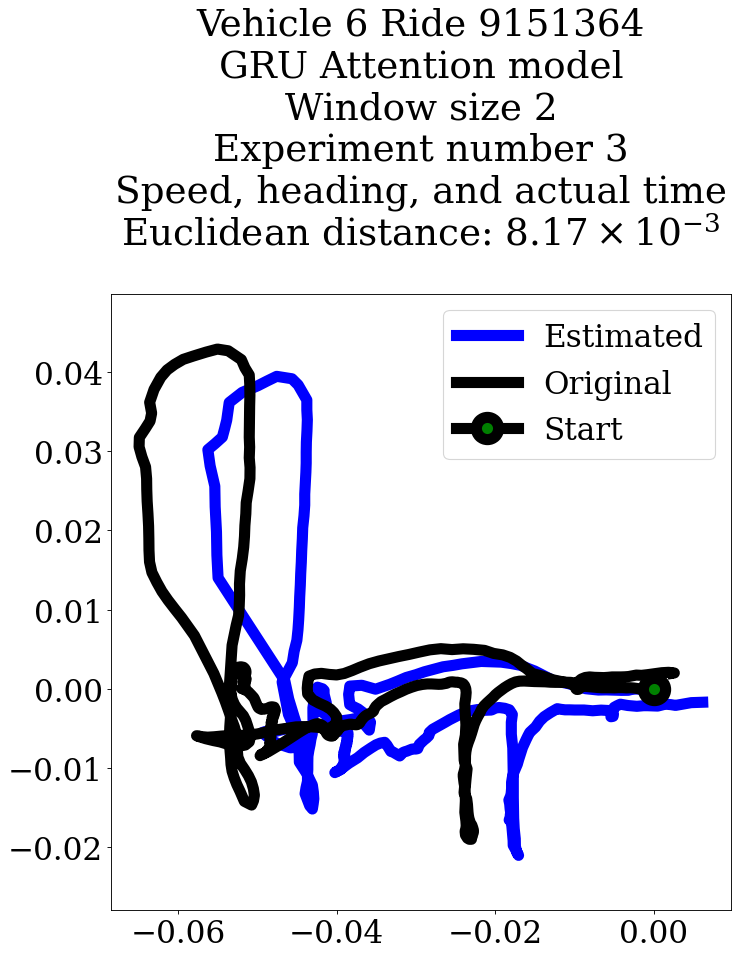 Vehicle 6 Ride 9151364
GRU Attention model
Window size 2
Experiment number 3
Speed, heading, and actual time
Euclidean distance: 8.17 × 10⁻³
Estimated
Original
Start
0.04
0.03
0.02
0.01
0.00
−0.01
−0.02
−0.06
−0.04
−0.02
0.00